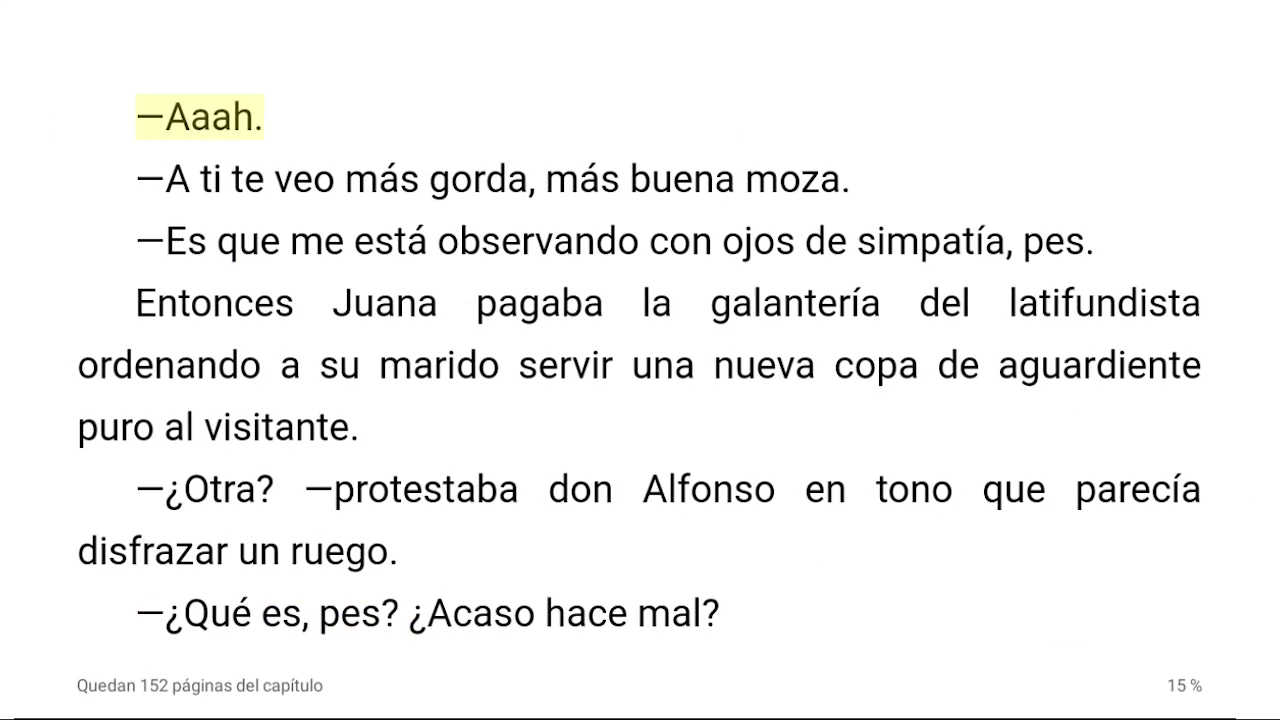 —Aaah.
—A ti te veo más gorda, más buena moza.
—Es que me está observando con ojos de simpatía, pes.
Entonces Juana pagaba la galantería del latifundista
ordenando a su marido servir una nueva copa de aguardiente
puro al visitante.
—¿Otra? —protestaba don Alfonso en tono que parecía
disfrazar un ruego.
—¿Qué es, pes? ¿Acaso hace mal?
Quedan 152 páginas del capítulo
15 %